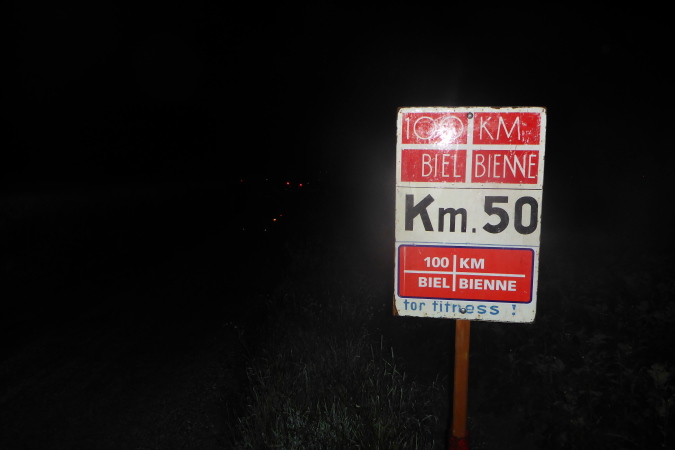 100 KM
BIEL BIENNE
Km. 50
100 KM
BIEL BIENNE
for fitness !